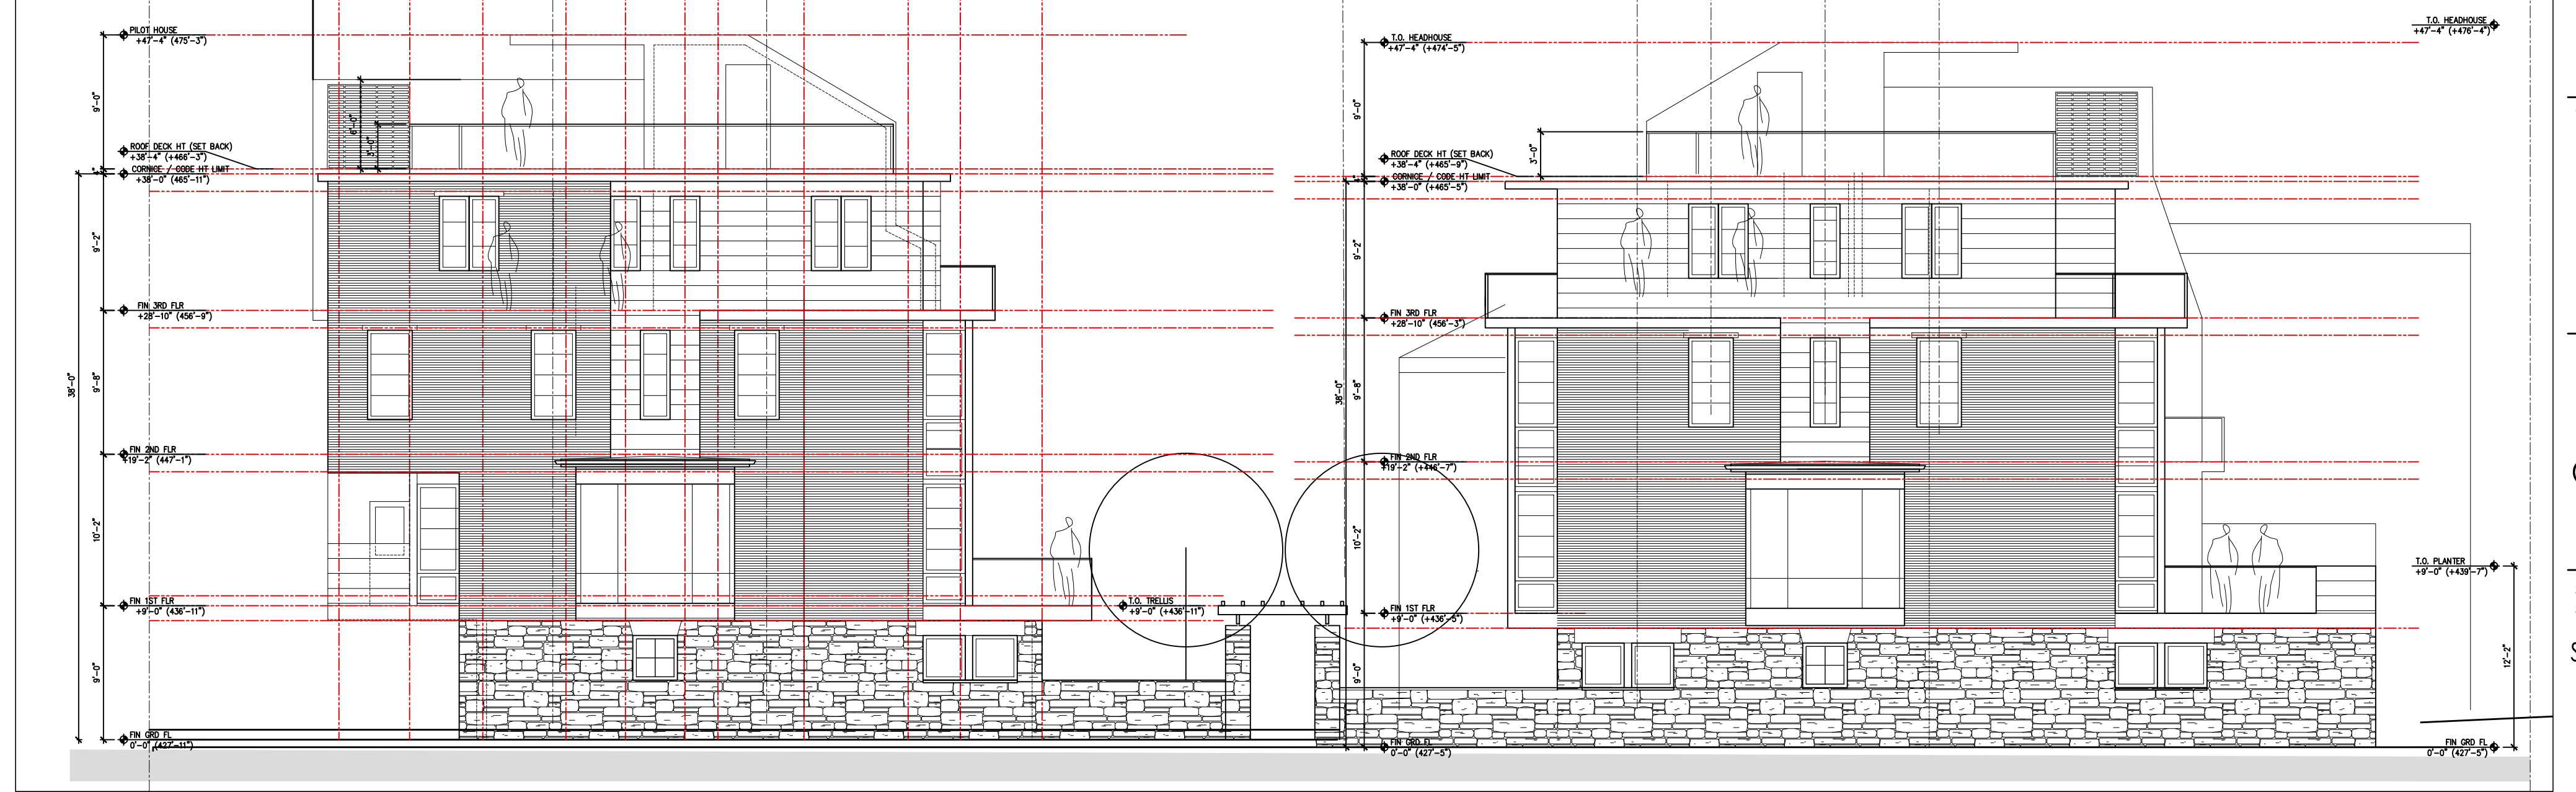 PILOT HOUSE
+47'-4" (475'-3")
9'-0"
6'-0"
3'-0"
ROOF DECK HT (SET BACK)
+38'-4" (+466'-3")
4"
CORNICE / CODE HT LIMIT
+38'-0" (465'-11")
9'-2"
FIN 3RD FLR
+28'-10" (456'-9")
38'-0"
9'-8"
FIN 2ND FLR
+19'-2" (447'-1")
10'-2"
FIN 1ST FLR
+9'-0" (436'-11")
T.O. TRELLIS
+9'-0" (+436'-11")
9'-0"
FIN GRD FL
0'-0" (427'-11")
T.O. HEADHOUSE
+47'-4" (+474'-5")
9'-0"
3'-0"
ROOF DECK HT (SET BACK)
+38'-4" (+465'-9")
4"
CORNICE / CODE HT LIMIT
+38'-0" (+465'-5")
9'-2"
FIN 3RD FLR
+28'-10" (456'-3")
38'-0"
9'-8"
FIN 2ND FLR
+19'-2" (+446'-7")
10'-2"
FIN 1ST FLR
+9'-0" (+436'-5")
9'-0"
FIN GRD FL
0'-0" (427'-5")
T.O. HEADHOUSE
+47'-4" (+476'-4")
T.O. PLANTER
+9'-0" (+439'-7")
12'-2"
FIN GRD FL
0'-0" (427'-5")